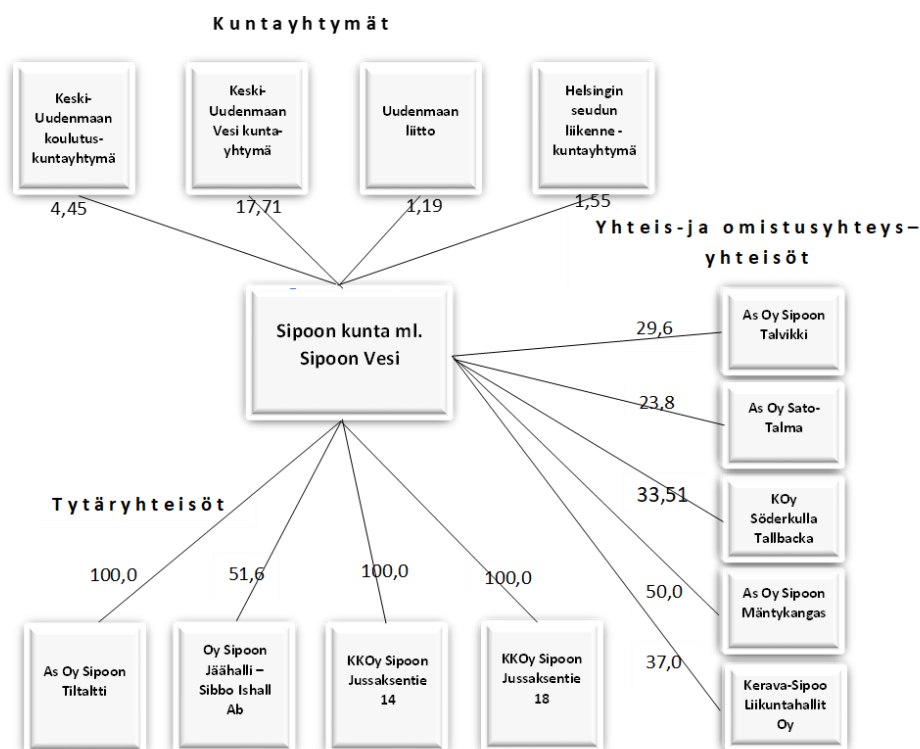 Kuntayhtymät
Keski-
Uudenmaan
koulutus-
kuntayhtymä
Keski-
Uudenmaan
Vesi kunta-
yhtymä
Uudenmaan
liitto
Helsingin
seudun
liikenne -
kuntayhtymä
4,45
17,71
1,19
1,55
Yhteis-ja omistusyhteys–
yhteisöt
Sipoon kunta ml.
Sipoon Vesi
29,6
As Oy Sipoon
Talvikki
23,8
As Oy Sato-
Talma
33,51
KOy
Söderkulla
Tallbacka
50,0
As Oy Sipoon
Mäntykangas
37,0
Kerava-Sipoo
Liikuntahallit
Oy
Tytäryhteisöt
100,0
51,6
100,0
100,0
As Oy Sipoon
Tiltaltti
Oy Sipoon
Jäähalli –
Sibbo Ishall
Ab
KKOy Sipoon
Jussaksentie
14
KKOy Sipoon
Jussaksentie
18